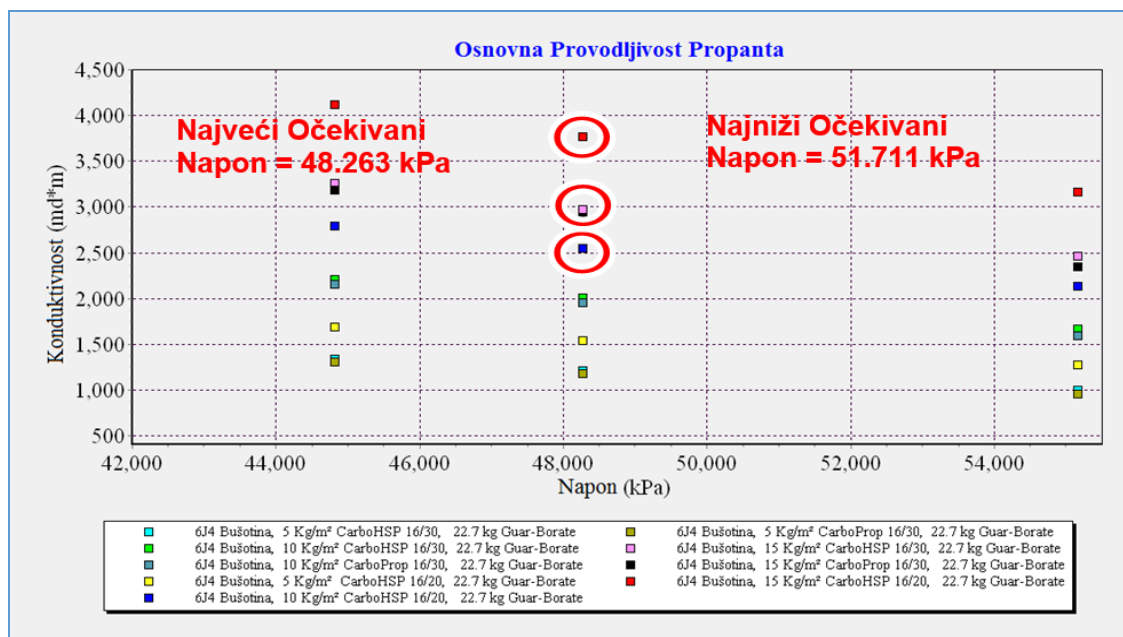 Osnovna Provodljivost Propanta
Najveći Očekivani
Napon = 48.263 kPa
Najniži Očekivani
Napon = 51.711 kPa
Konduktivnost (md*m)
4,500
4,000
3,500
3,000
2,500
2,000
1,500
1,000
500
42,000 44,000 46,000 48,000 50,000 52,000 54,000
Napon (kPa)
6J4 Bušotina, 5 Kg/m² CarboHSP 16/30, 22.7 kg Guar-Borate
6J4 Bušotina, 10 Kg/m² CarboHSP 16/30, 22.7 kg Guar-Borate
6J4 Bušotina, 10 Kg/m² CarboProp 16/30, 22.7 kg Guar-Borate
6J4 Bušotina, 5 Kg/m² CarboHSP 16/20, 22.7 kg Guar-Borate
6J4 Bušotina, 10 Kg/m² CarboHSP 16/20, 22.7 kg Guar-Borate
6J4 Bušotina, 5 Kg/m² CarboProp 16/30, 22.7 kg Guar-Borate
6J4 Bušotina, 15 Kg/m² CarboHSP 16/30, 22.7 kg Guar-Borate
6J4 Bušotina, 15 Kg/m² CarboProp 16/30, 22.7 kg Guar-Borate
6J4 Bušotina, 15 Kg/m² CarboHSP 16/20, 22.7 kg Guar-Borate